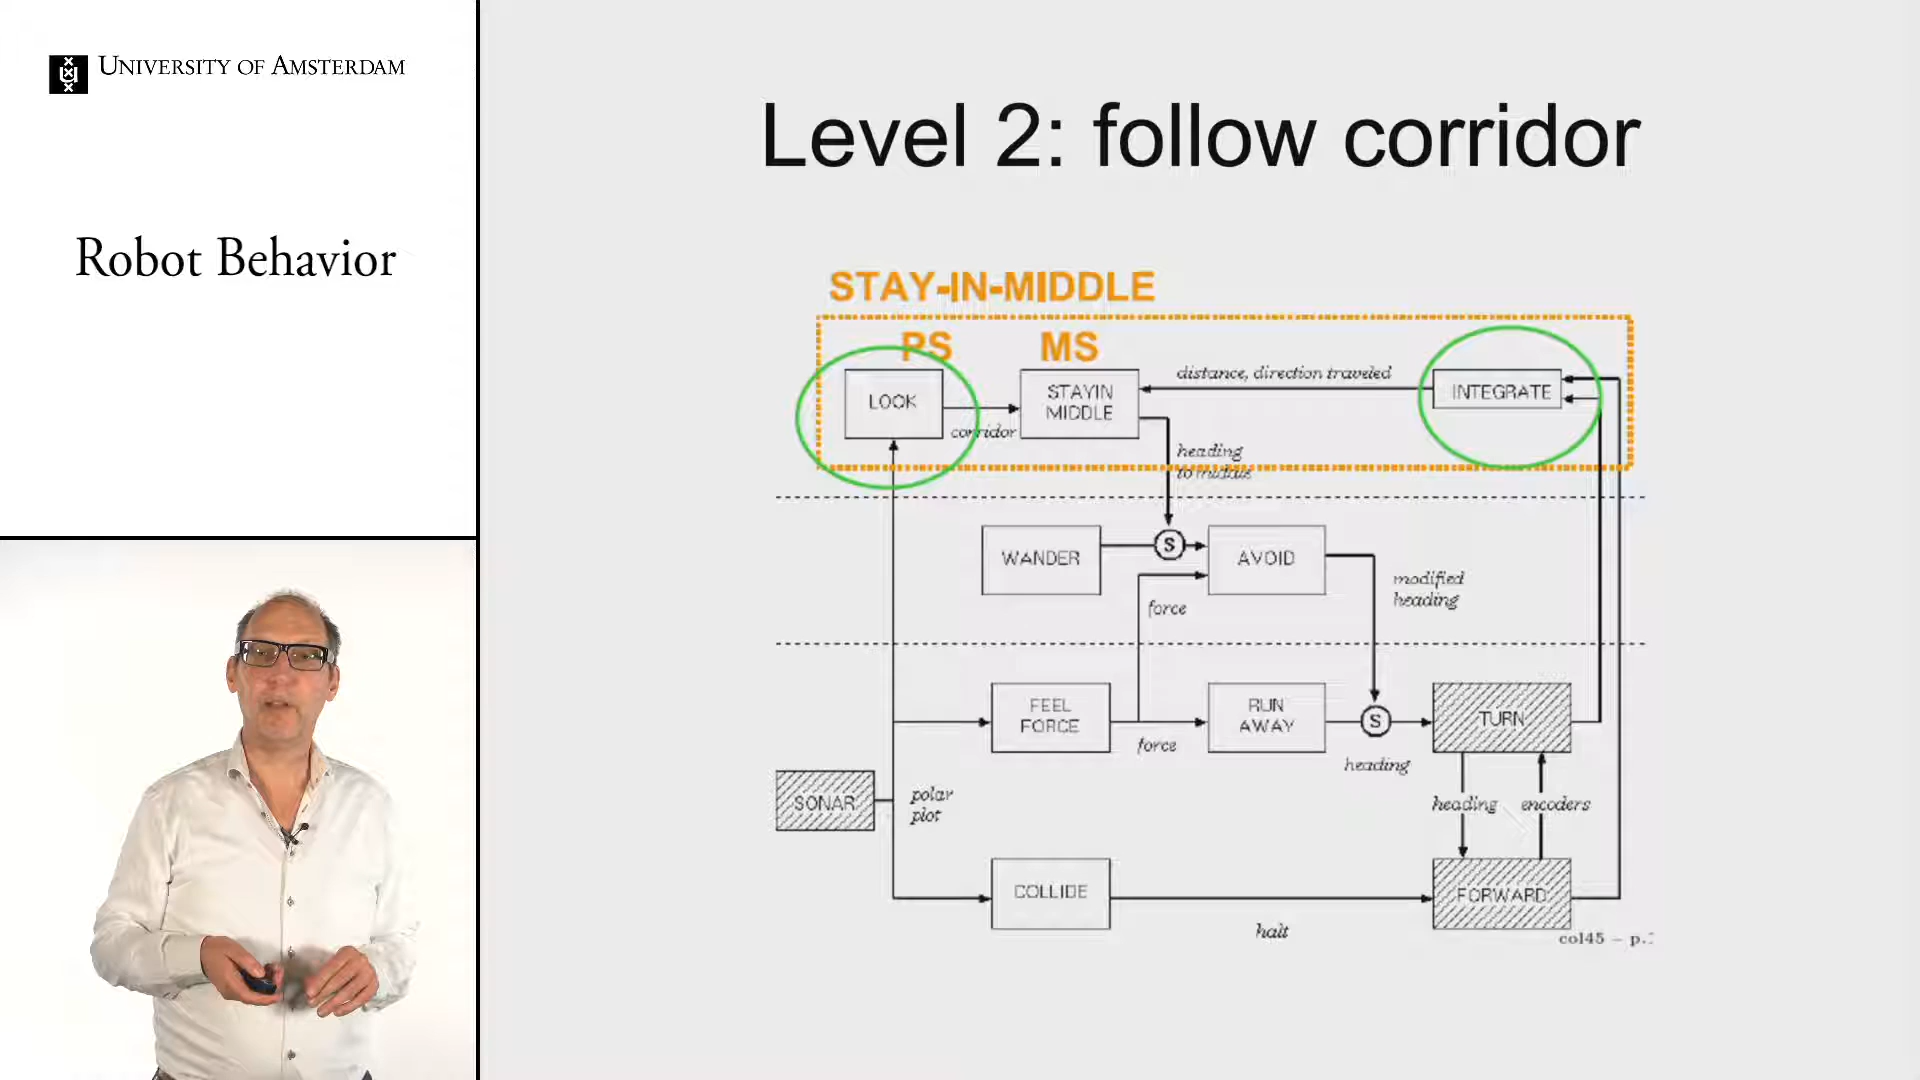 UNIVERSITY OF AMSTERDAM
Robot Behavior
Level 2: follow corridor
STAY-IN-MIDDLE
PS MS
LOOK
corridor
STAYIN
MIDDLE
distance, direction traveled
INTEGRATE
heading
to middle
WANDER
S
AVOID
force
modified
heading
FEEL
FORCE
force
RUN
AWAY
S
heading
TURN
SONAR
polar
plot
heading encoders
COLLIDE
halt
FORWARD
col45 – p.